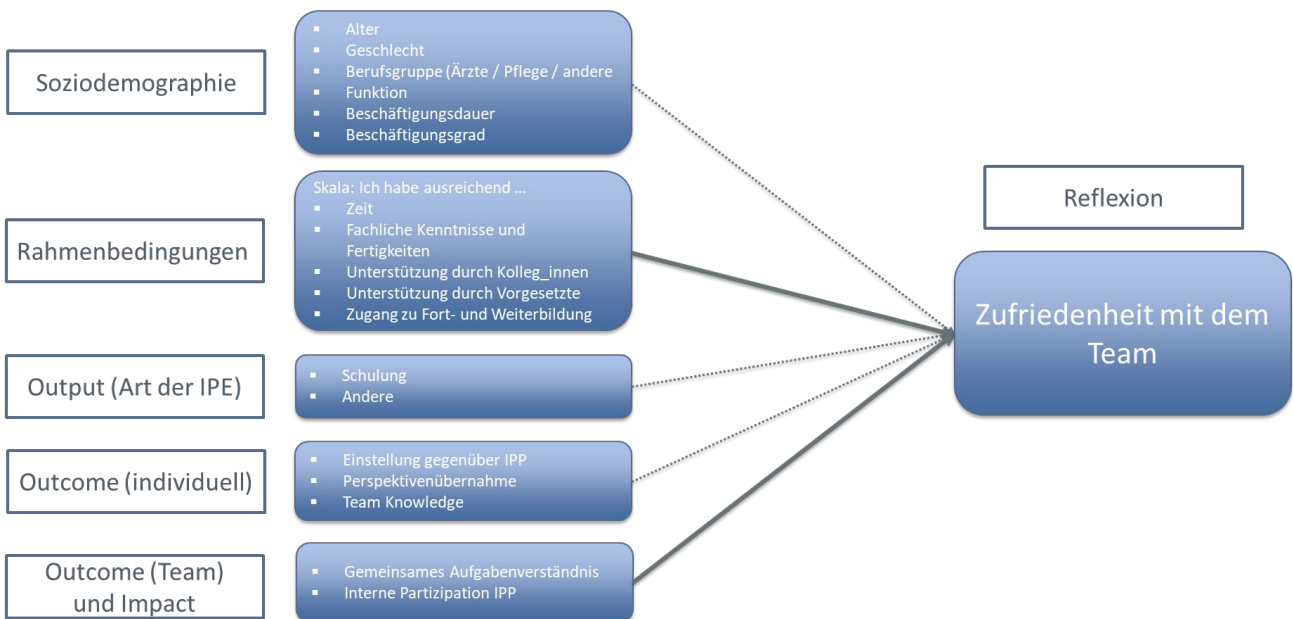 Soziodemographie
Alter
Geschlecht
Berufsgruppe (Ärzte / Pflege / andere
Funktion
Beschäftigungsdauer
Beschäftigungsgrad
Rahmenbedingungen
Skala: Ich habe ausreichend ...
Zeit
Fachliche Kenntnisse und
Fertigkeiten
Unterstützung durch Kolleg_innen
Unterstützung durch Vorgesetzte
Zugang zu Fort- und Weiterbildung
Output (Art der IPE)
Schulung
Andere
Outcome (individuell)
Einstellung gegenüber IPP
Perspektivenübernahme
Team Knowledge
Outcome (Team)
und Impact
Gemeinsames Aufgabenverständnis
Interne Partizipation IPP
Reflexion
Zufriedenheit mit dem
Team